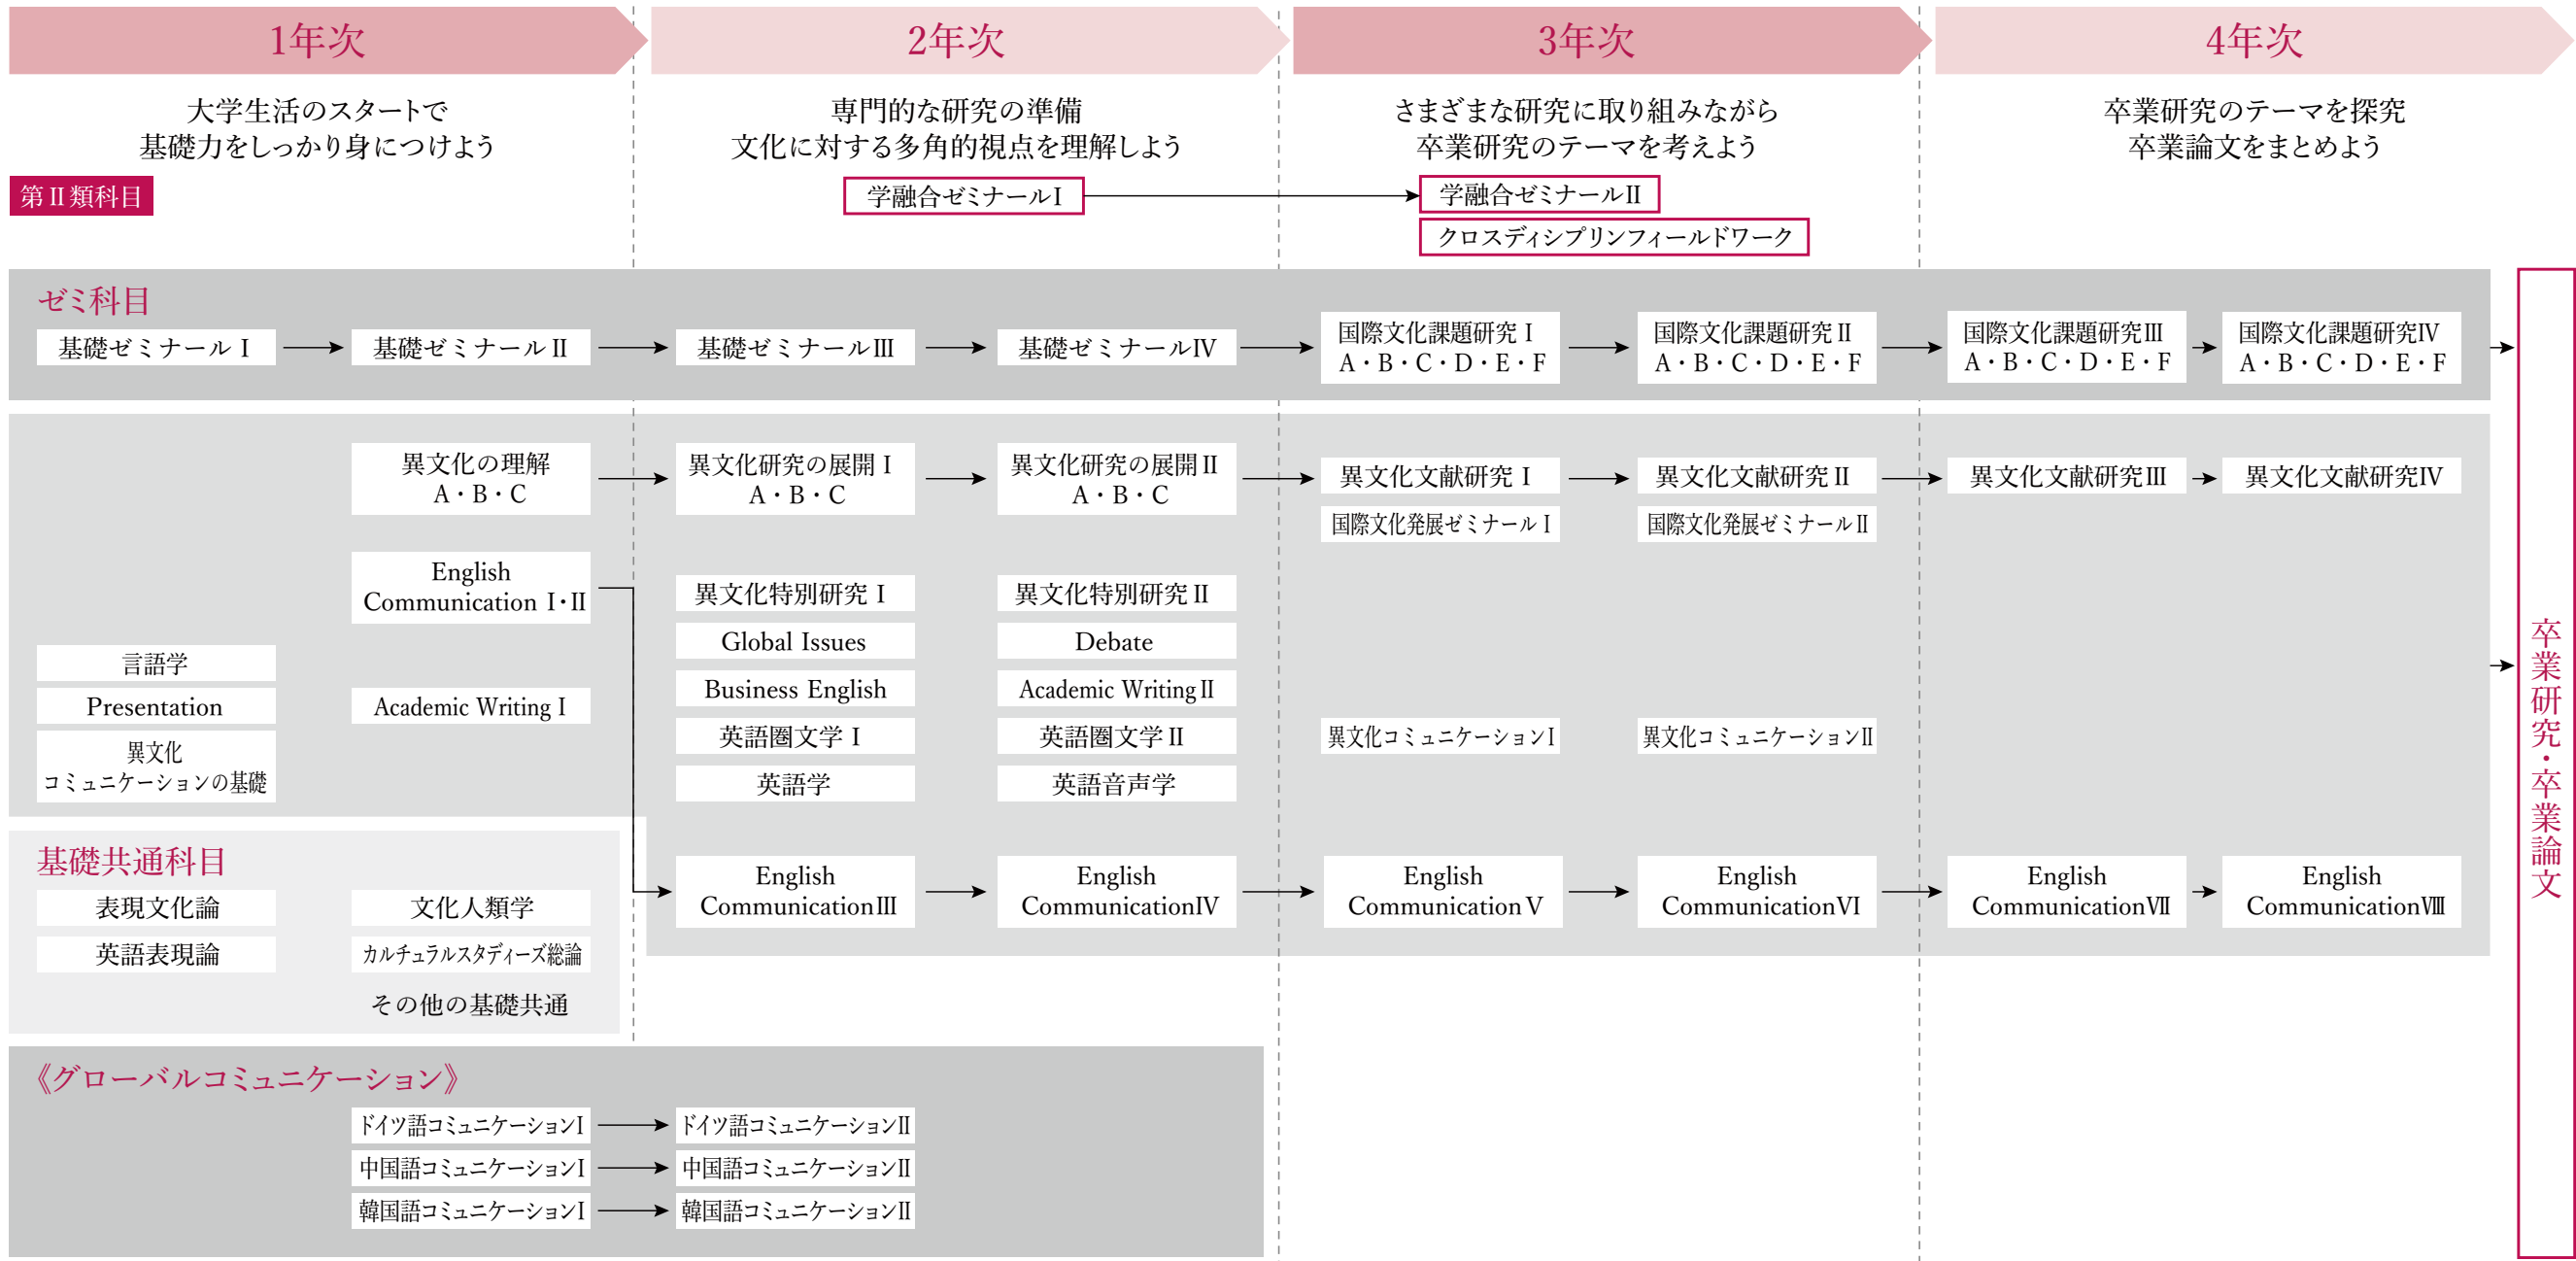 1年次
2年次
3年次
4年次
大学生活のスタートで
基礎力をしっかり身につけよう
専門的な研究の準備
文化に対する多角的視点を理解しよう
さまざまな研究に取り組みながら
卒業研究のテーマを考えよう
卒業研究のテーマを探究
卒業論文をまとめよう
第Ⅱ類科目
学融合ゼミナールⅠ
学融合ゼミナールⅡ
クロスディシプリンフィールドワーク
ゼミ科目
基礎ゼミナールⅠ
基礎ゼミナールⅡ
基礎ゼミナールⅢ
基礎ゼミナールⅣ
国際文化課題研究Ⅰ
A・B・C・D・E・F
国際文化課題研究Ⅱ
A・B・C・D・E・F
国際文化課題研究Ⅲ
A・B・C・D・E・F
国際文化課題研究Ⅳ
A・B・C・D・E・F
異文化の理解
A・B・C
異文化研究の展開Ⅰ
A・B・C
異文化研究の展開Ⅱ
A・B・C
異文化文献研究Ⅰ
異文化文献研究Ⅱ
異文化文献研究Ⅲ
異文化文献研究Ⅳ
国際文化発展ゼミナールⅠ
国際文化発展ゼミナールⅡ
English
Communication Ⅰ・Ⅱ
異文化特別研究Ⅰ
異文化特別研究Ⅱ
Global Issues
Debate
言語学
Business English
Academic Writing Ⅱ
Presentation
Academic Writing Ⅰ
英語圏文学Ⅰ
英語圏文学Ⅱ
異文化コミュニケーションⅠ
異文化コミュニケーションⅡ
異文化
コミュニケーションの基礎
英語学
英語音声学
English
Communication Ⅲ
English
Communication Ⅳ
English
Communication Ⅴ
English
Communication Ⅵ
English
Communication Ⅶ
English
Communication Ⅷ
基礎共通科目
表現文化論
文化人類学
英語表現論
カルチュラルスタディーズ総論
その他の基礎共通
《グローバルコミュニケーション》
ドイツ語コミュニケーションⅠ
ドイツ語コミュニケーションⅡ
中国語コミュニケーションⅠ
中国語コミュニケーションⅡ
韓国語コミュニケーションⅠ
韓国語コミュニケーションⅡ
卒業研究・卒業論文